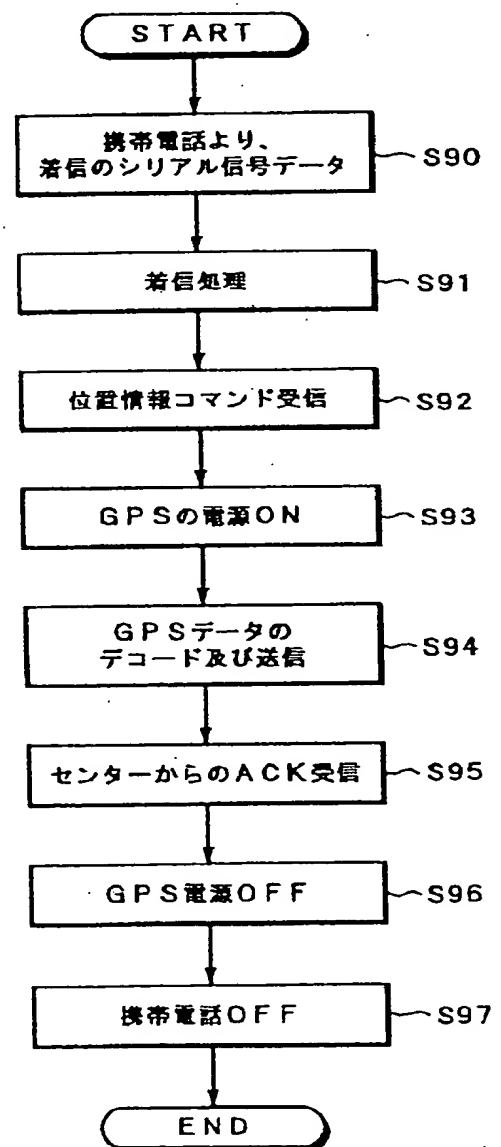 START
携帯電話より、
着信のシリアル信号データ
S90
着信処理
S91
位置情報コマンド受信
S92
GPSの電源ON
S93
GPSデータの
デコード及び送信
S94
センターからのACK受信
S95
GPS電源OFF
S96
携帯電話OFF
S97
END